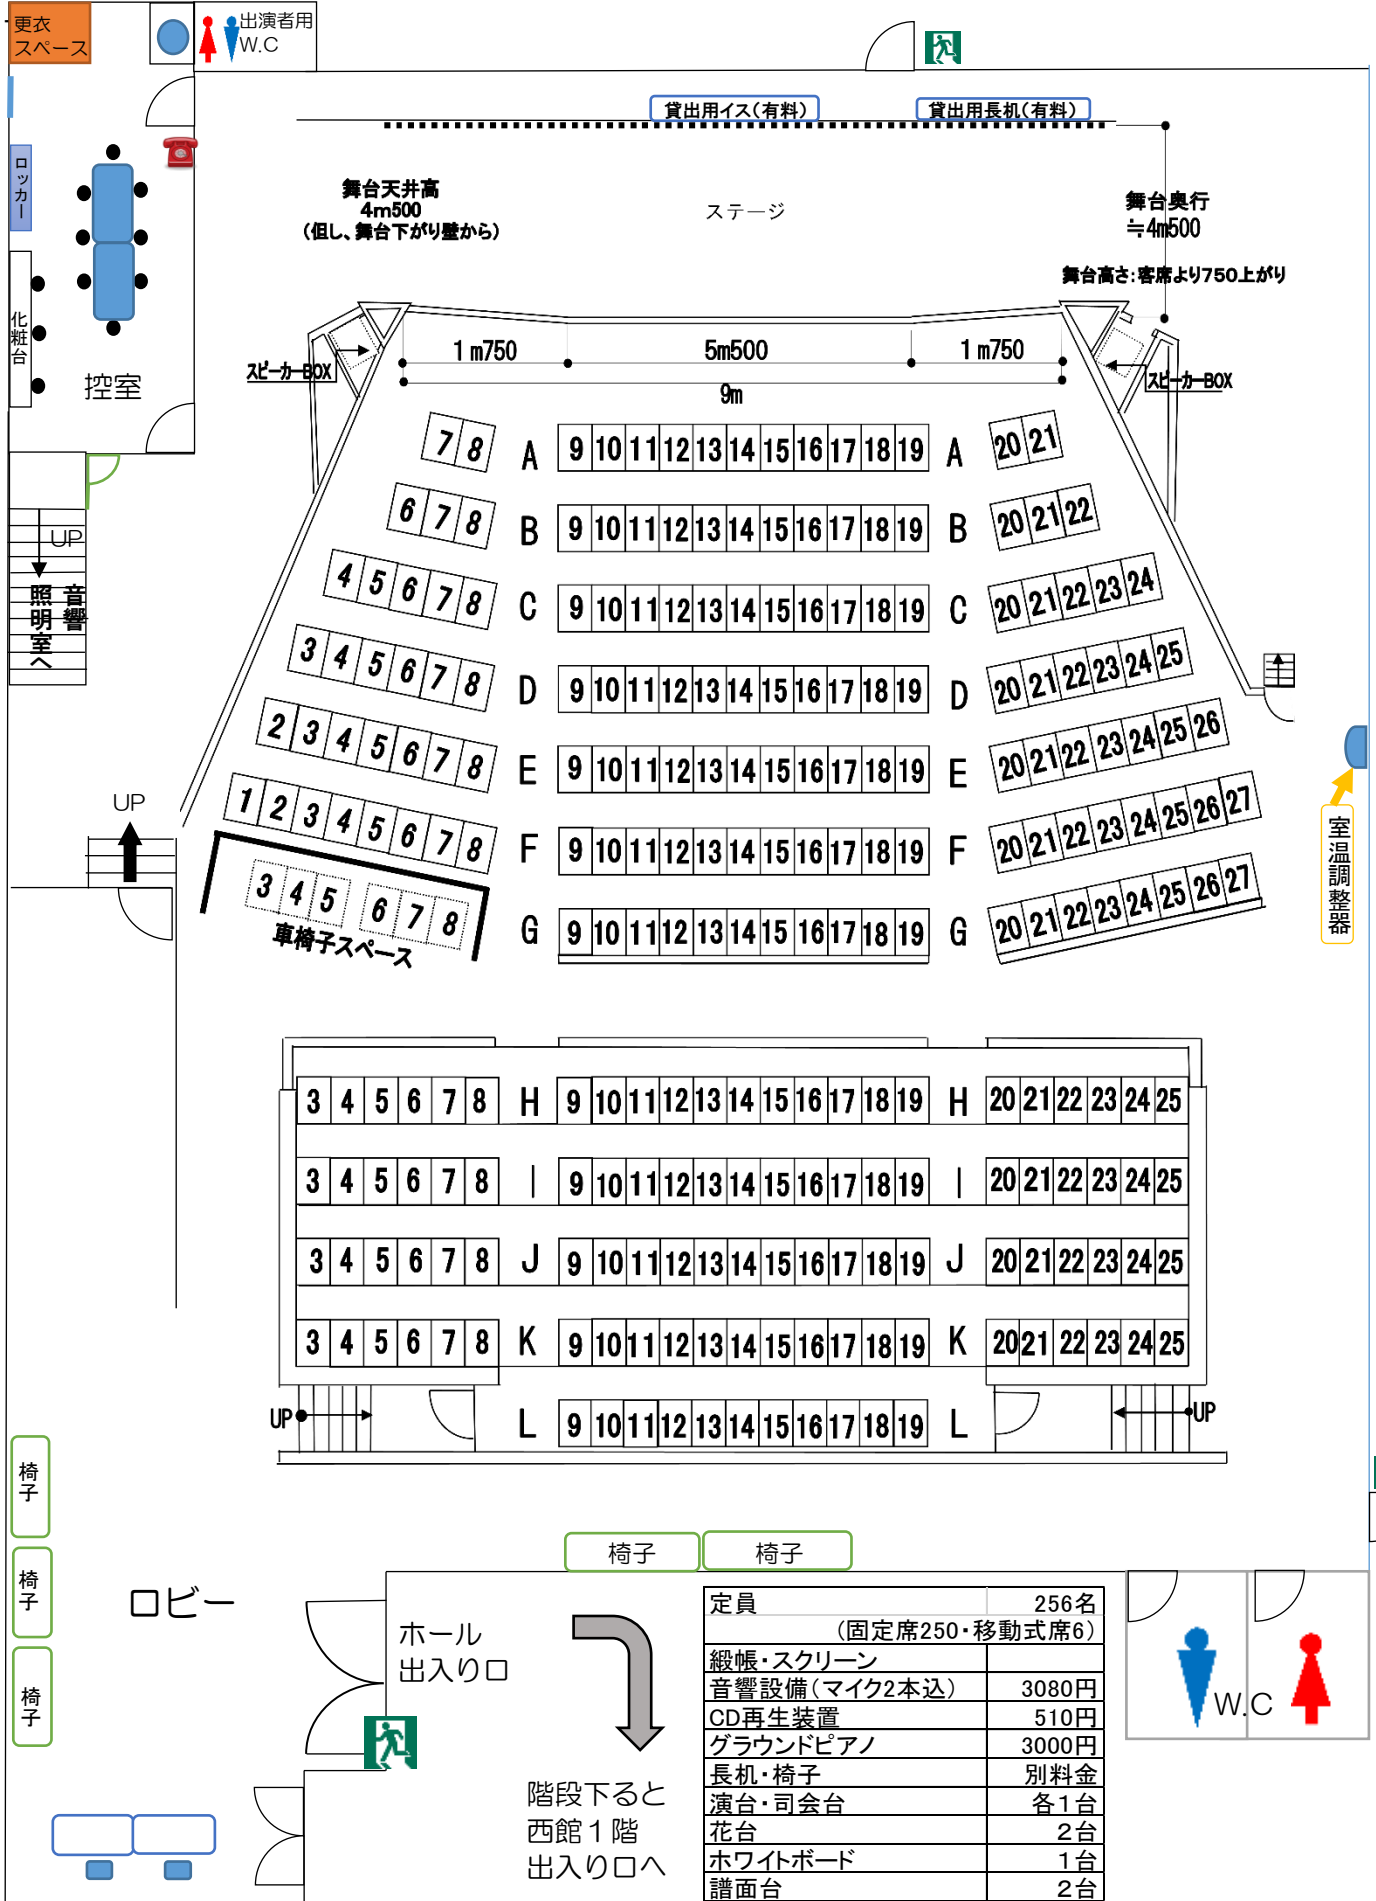 更衣
スペース
出演者用
W.C
貸出用イス(有料)
貸出用長机(有料)
ロッカー
舞台天井高
4m500
(但し、舞台下がり壁から)
ステージ
舞台奥行
≒4m500
舞台高さ:客席より750上がり
化粧台
控室
スピーカーBOX
1m750
5m500
1m750
9m
スピーカーBOX
7 8 A 9 10 11 12 13 14 15 16 17 18 19 A 20 21
6 7 8 B 9 10 11 12 13 14 15 16 17 18 19 B 20 21 22
4 5 6 7 8 C 9 10 11 12 13 14 15 16 17 18 19 C 20 21 22 23 24
3 4 5 6 7 8 D 9 10 11 12 13 14 15 16 17 18 19 D 20 21 22 23 24 25
2 3 4 5 6 7 8 E 9 10 11 12 13 14 15 16 17 18 19 E 20 21 22 23 24 25 26
1 2 3 4 5 6 7 8 F 9 10 11 12 13 14 15 16 17 18 19 F 20 21 22 23 24 25 26 27
3 4 5 6 7 8 G 9 10 11 12 13 14 15 16 17 18 19 G 20 21 22 23 24 25 26 27
車椅子スペース
UP
音響
照明室へ
UP
室温調整器
3 4 5 6 7 8 H 9 10 11 12 13 14 15 16 17 18 19 H 20 21 22 23 24 25
3 4 5 6 7 8 I 9 10 11 12 13 14 15 16 17 18 19 I 20 21 22 23 24 25
3 4 5 6 7 8 J 9 10 11 12 13 14 15 16 17 18 19 J 20 21 22 23 24 25
3 4 5 6 7 8 K 9 10 11 12 13 14 15 16 17 18 19 K 20 21 22 23 24 25
UP L 9 10 11 12 13 14 15 16 17 18 19 L UP
椅子
椅子
椅子
椅子
椅子
ロビー
ホール
出入り口
階段下ると
西館１階
出入り口へ
定員 256名
(固定席250・移動式席6)
緞帳・スクリーン
音響設備(マイク2本込) 3080円
CD再生装置 510円
グラウンドピアノ 3000円
長机・椅子 別料金
演台・司会台 各1台
花台 2台
ホワイトボード 1台
譜面台 2台
W.C